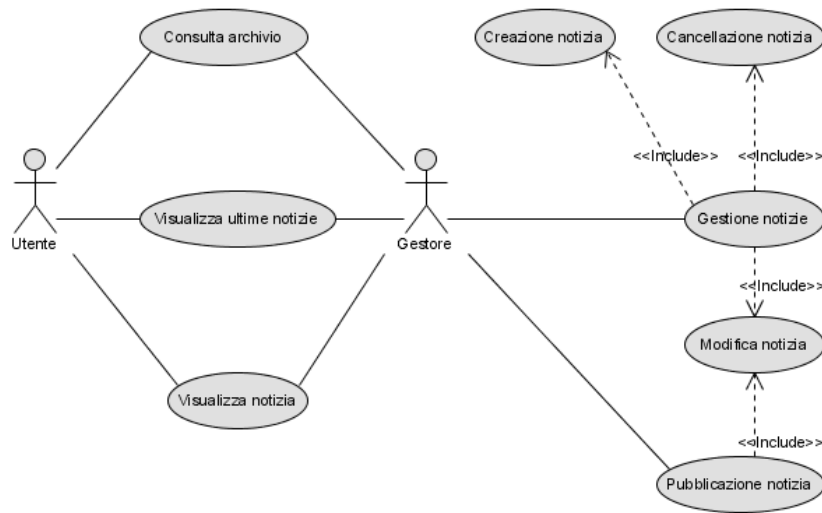 Consulta archivio
Creazione notizia
Cancellazione notizia
<<Include>>
<<Include>>
Visualizza ultime notizie
Gestione notizie
Utente
Gestore
<<Include>>
Modifica notizia
Visualizza notizia
<<Include>>
Pubblicazione notizia